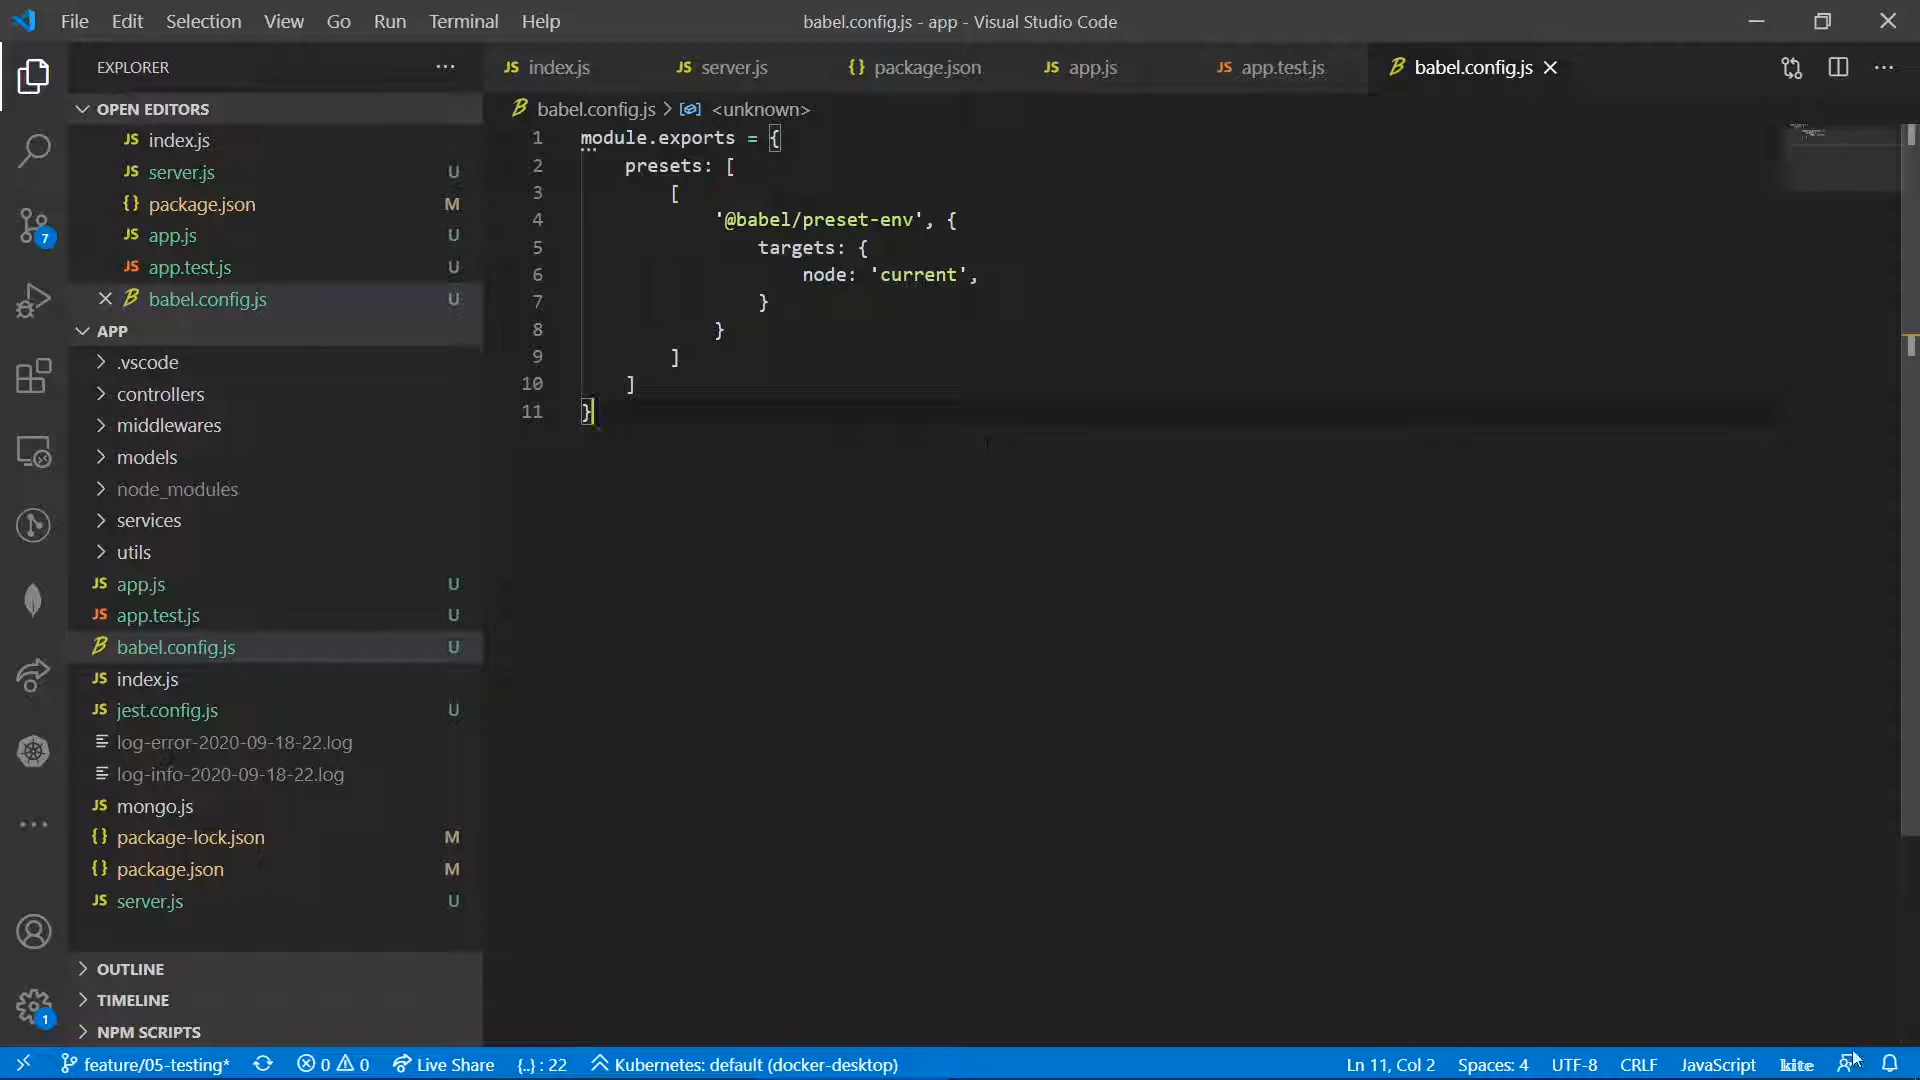 File Edit Selection View Go Run Terminal Help
babel.config.js - app - Visual Studio Code
EXPLORER
OPEN EDITORS
JS index.js
JS server.js U
{} package.json M
JS app.js U
JS app.test.js U
babel.config.js U
APP
.vscode
controllers
middlewares
models
node_modules
services
utils
JS app.js U
JS app.test.js U
babel.config.js U
JS index.js
JS jest.config.js U
log-error-2020-09-18-22.log
log-info-2020-09-18-22.log
JS mongo.js
{} package-lock.json M
{} package.json M
JS server.js U
OUTLINE
TIMELINE
NPM SCRIPTS
7
1
JS index.js JS server.js {} package.json JS app.js JS app.test.js babel.config.js
babel.config.js > <unknown>
1 module.exports = {
2 presets: [
3 [
4 '@babel/preset-env', {
5 targets: {
6 node: 'current',
7 }
8 }
9 ]
10 ]
11 }
feature/05-testing* 0 0 Live Share {..} : 22 Kubernetes: default (docker-desktop) Ln 11, Col 2 Spaces: 4 UTF-8 CRLF JavaScript kite